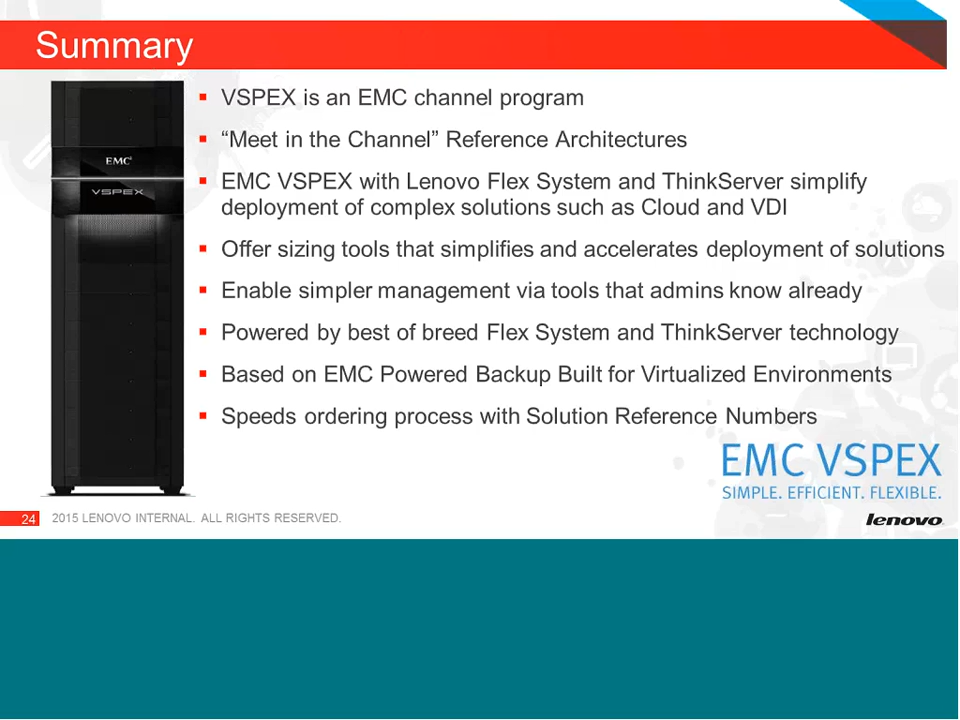 Summary
EMC²
VSPEX
▪ VSPEX is an EMC channel program
▪ “Meet in the Channel” Reference Architectures
▪ EMC VSPEX with Lenovo Flex System and ThinkServer simplify
deployment of complex solutions such as Cloud and VDI
▪ Offer sizing tools that simplifies and accelerates deployment of solutions
▪ Enable simpler management via tools that admins know already
▪ Powered by best of breed Flex System and ThinkServer technology
▪ Based on EMC Powered Backup Built for Virtualized Environments
▪ Speeds ordering process with Solution Reference Numbers
EMC VSPEX
SIMPLE. EFFICIENT. FLEXIBLE.
24 2015 LENOVO INTERNAL. ALL RIGHTS RESERVED.
lenovo